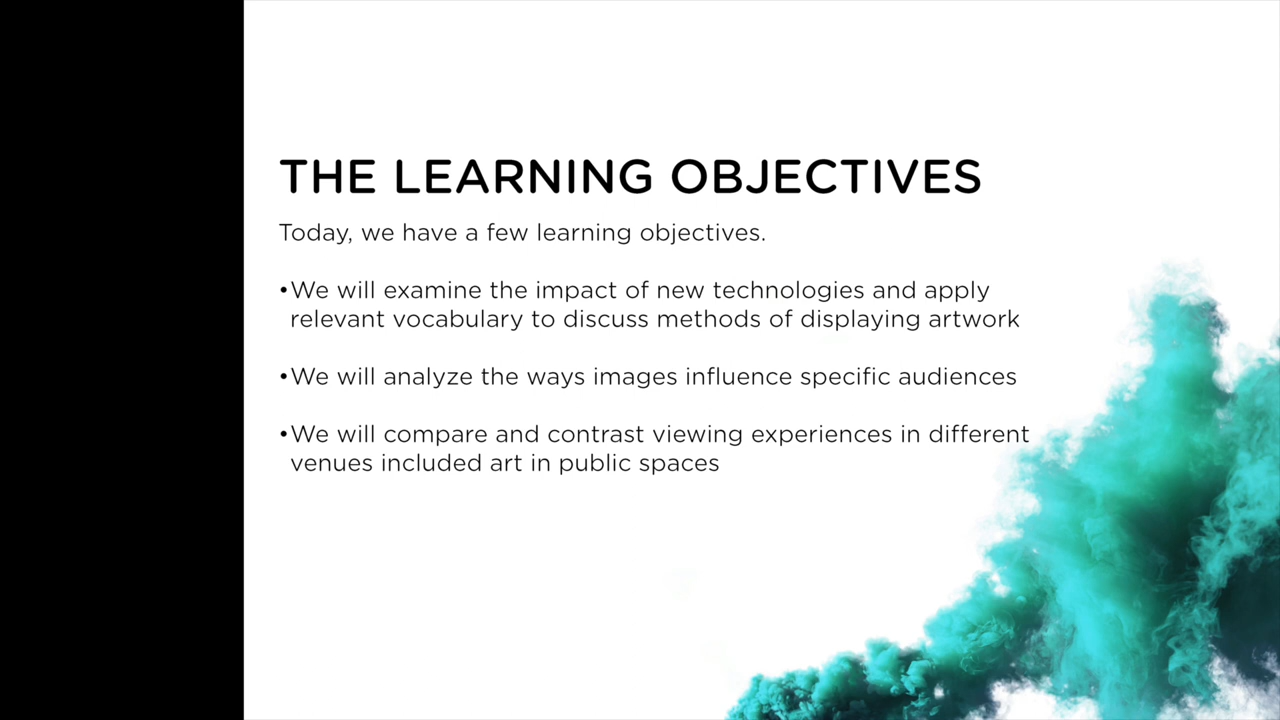 THE LEARNING OBJECTIVES
Today, we have a few learning objectives.
•We will examine the impact of new technologies and apply
relevant vocabulary to discuss methods of displaying artwork
•We will analyze the ways images influence specific audiences
•We will compare and contrast viewing experiences in different
venues included art in public spaces